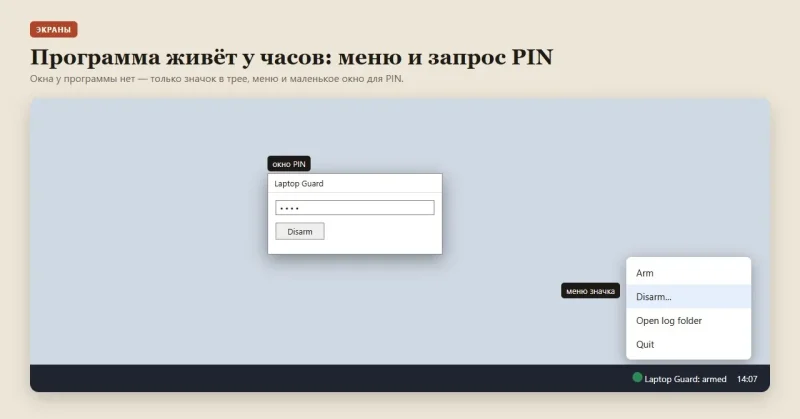 ЭКРАНЫ
Программа живёт у часов: меню и запрос PIN
Окна у программы нет — только значок в трее, меню и маленькое окно для PIN.
окно PIN
Laptop Guard
••••
Disarm
меню значка
Arm
Disarm...
Open log folder
Quit
Laptop Guard: armed 14:07